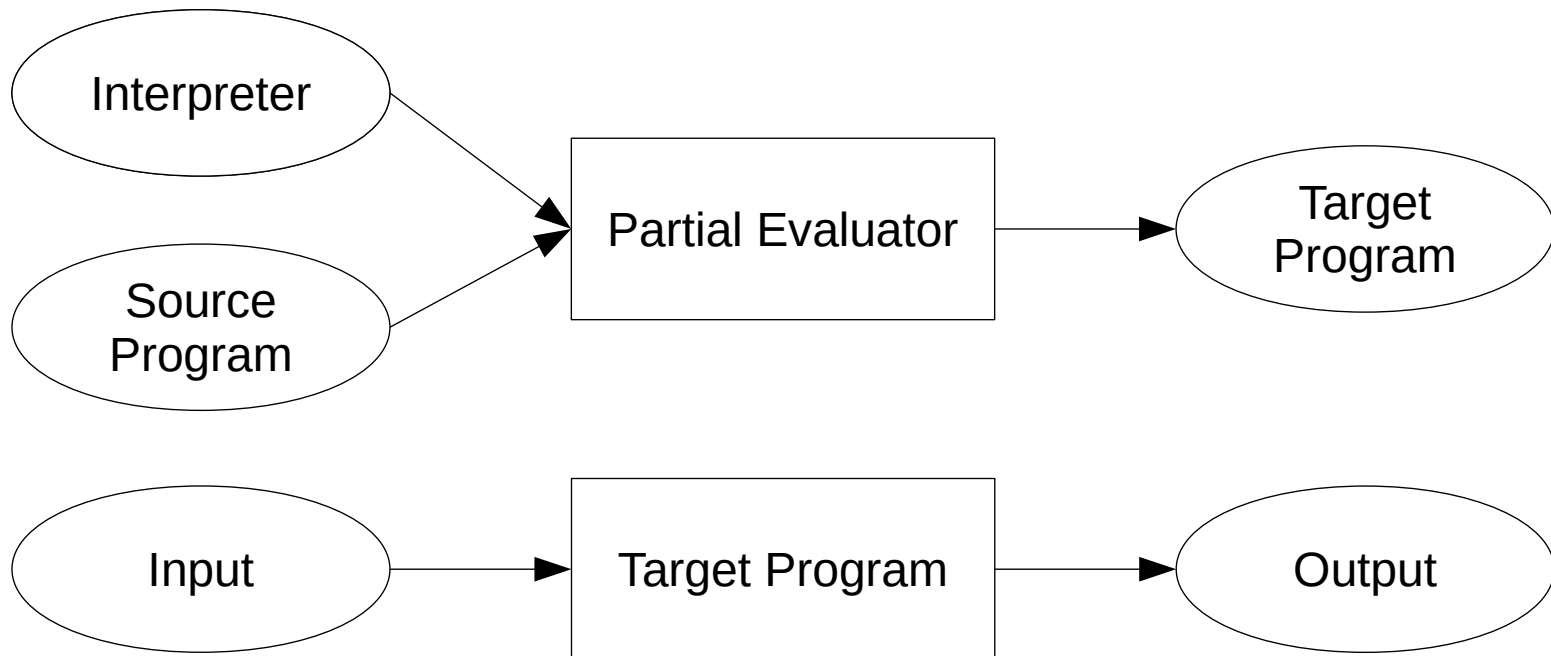 Interpreter
Partial Evaluator
Target
Program
Source
Program
Input
Target Program
Output